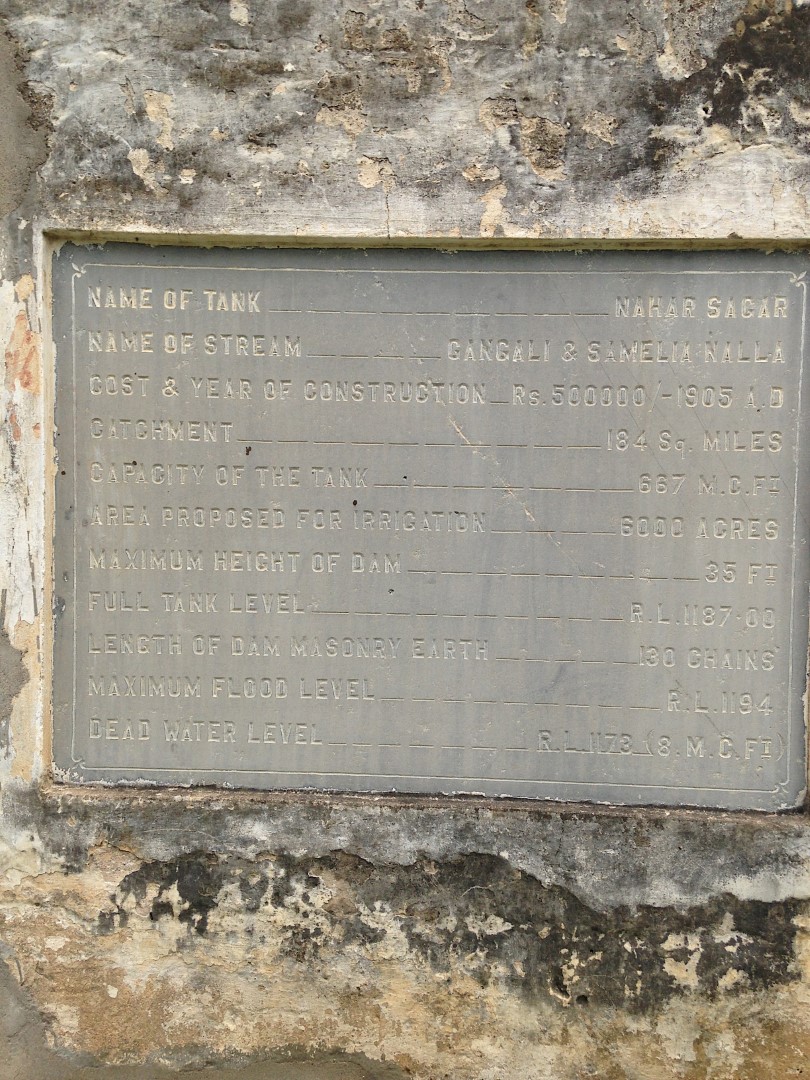 NAME OF TANK _ _ _ _ _ _ _ _ NAHAR SAGAR
NAME OF STREAM _ _ _ _ GANGALI & SAMELIA NALLA
COST & YEAR OF CONSTRUCTION _ Rs. 500000/-1905 A.D
CATCHMENT _ _ _ _ _ _ _ _ 184 Sq. MILES
CAPACITY OF THE TANK _ _ _ _ _ _ 667 M.C.FT
AREA PROPOSED FOR IRRIGATION _ _ _ 6000 ACRES
MAXIMUM HEIGHT OF DAM _ _ _ _ _ _ _ 35 FT
FULL TANK LEVEL _ _ _ _ _ _ _ R.L.1187.00
LENGTH OF DAM MASONRY EARTH _ _ _ _ 130 CHAINS
MAXIMUM FLOOD LEVEL _ _ _ _ _ _ R.L.1194
DEAD WATER LEVEL _ _ _ _ _ R.L.1173 (8.M.C.FT)